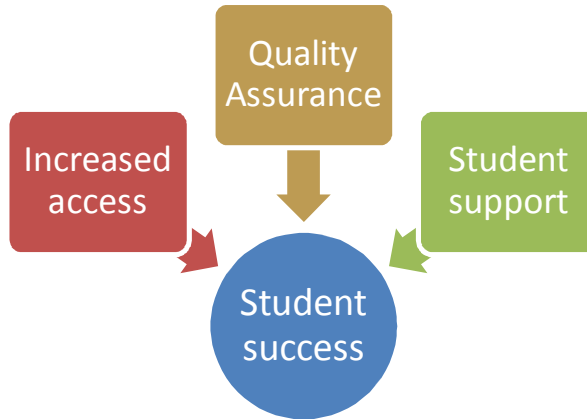 Quality
Assurance
Increased
access
Student
support
Student
success